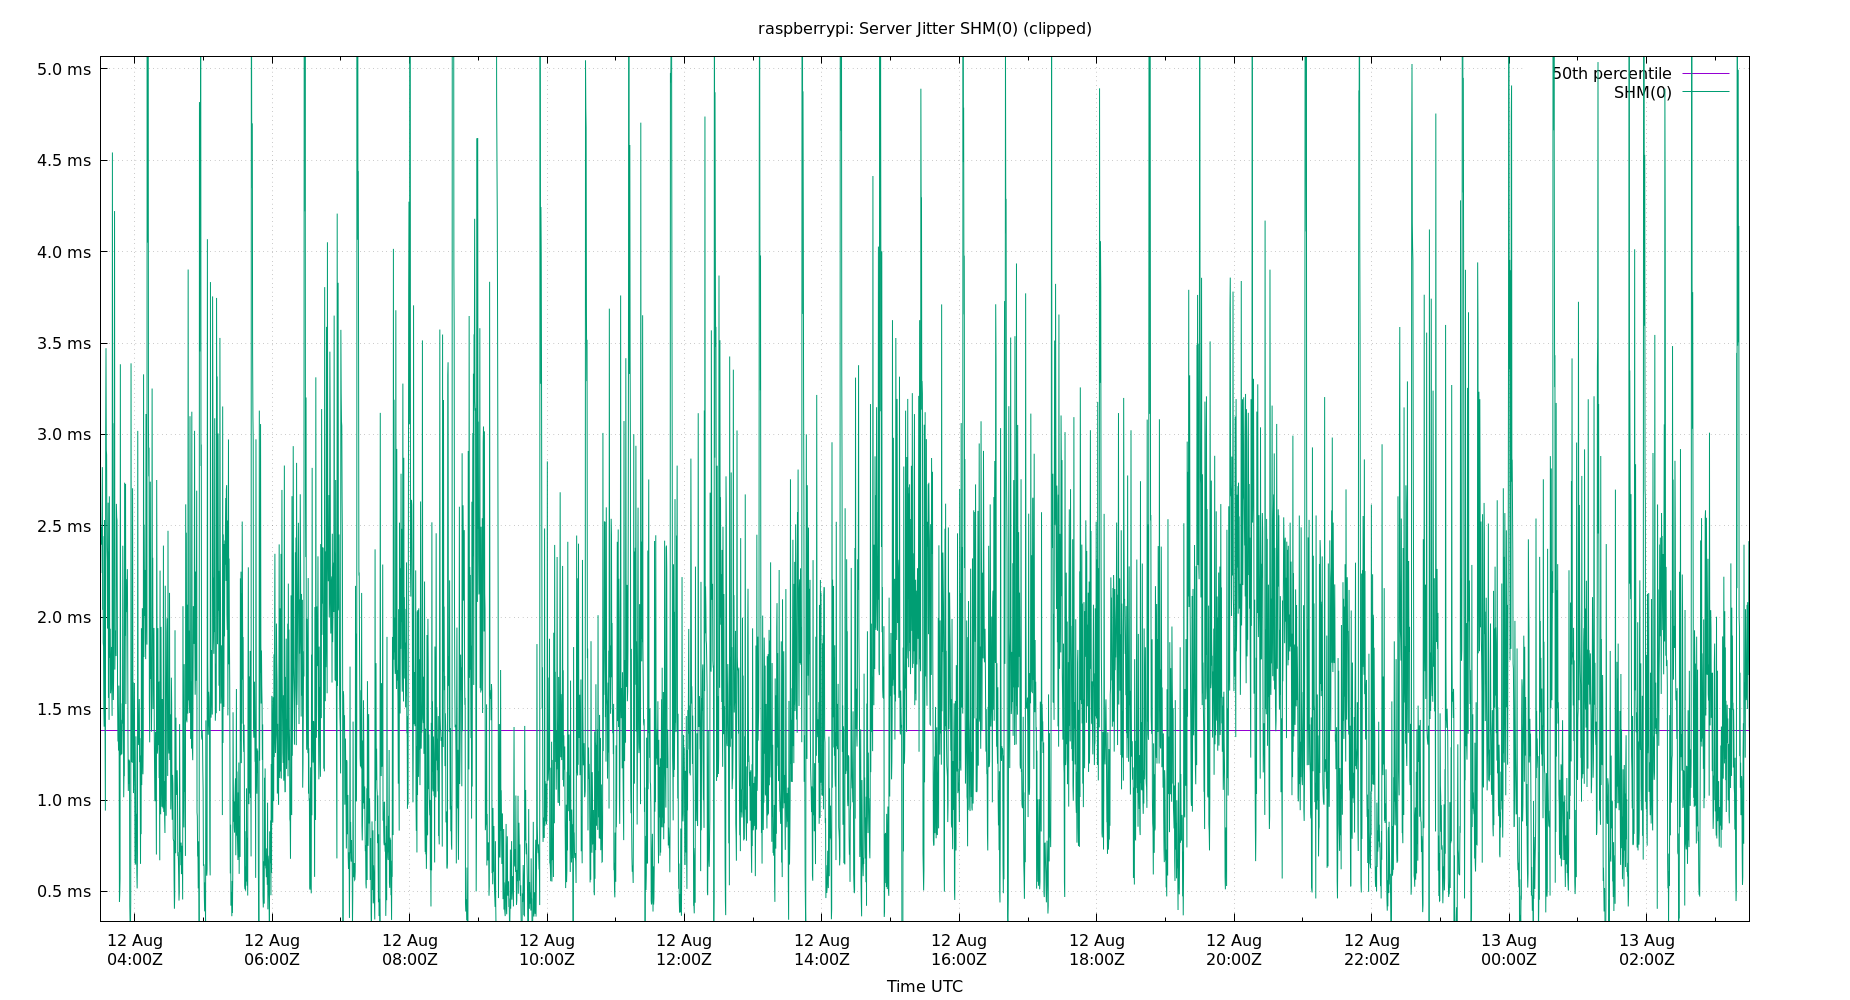 raspberrypi: Server Jitter SHM(0) (clipped)
5.0 ms
50th percentile
SHM(0)
4.5 ms
4.0 ms
3.5 ms
3.0 ms
2.5 ms
2.0 ms
1.5 ms
1.0 ms
0.5 ms
12 Aug 12 Aug 12 Aug 12 Aug 12 Aug 12 Aug 12 Aug 12 Aug 12 Aug 12 Aug 13 Aug 13 Aug
04:00Z 06:00Z 08:00Z 10:00Z 12:00Z 14:00Z 16:00Z 18:00Z 20:00Z 22:00Z 00:00Z 02:00Z
Time UTC